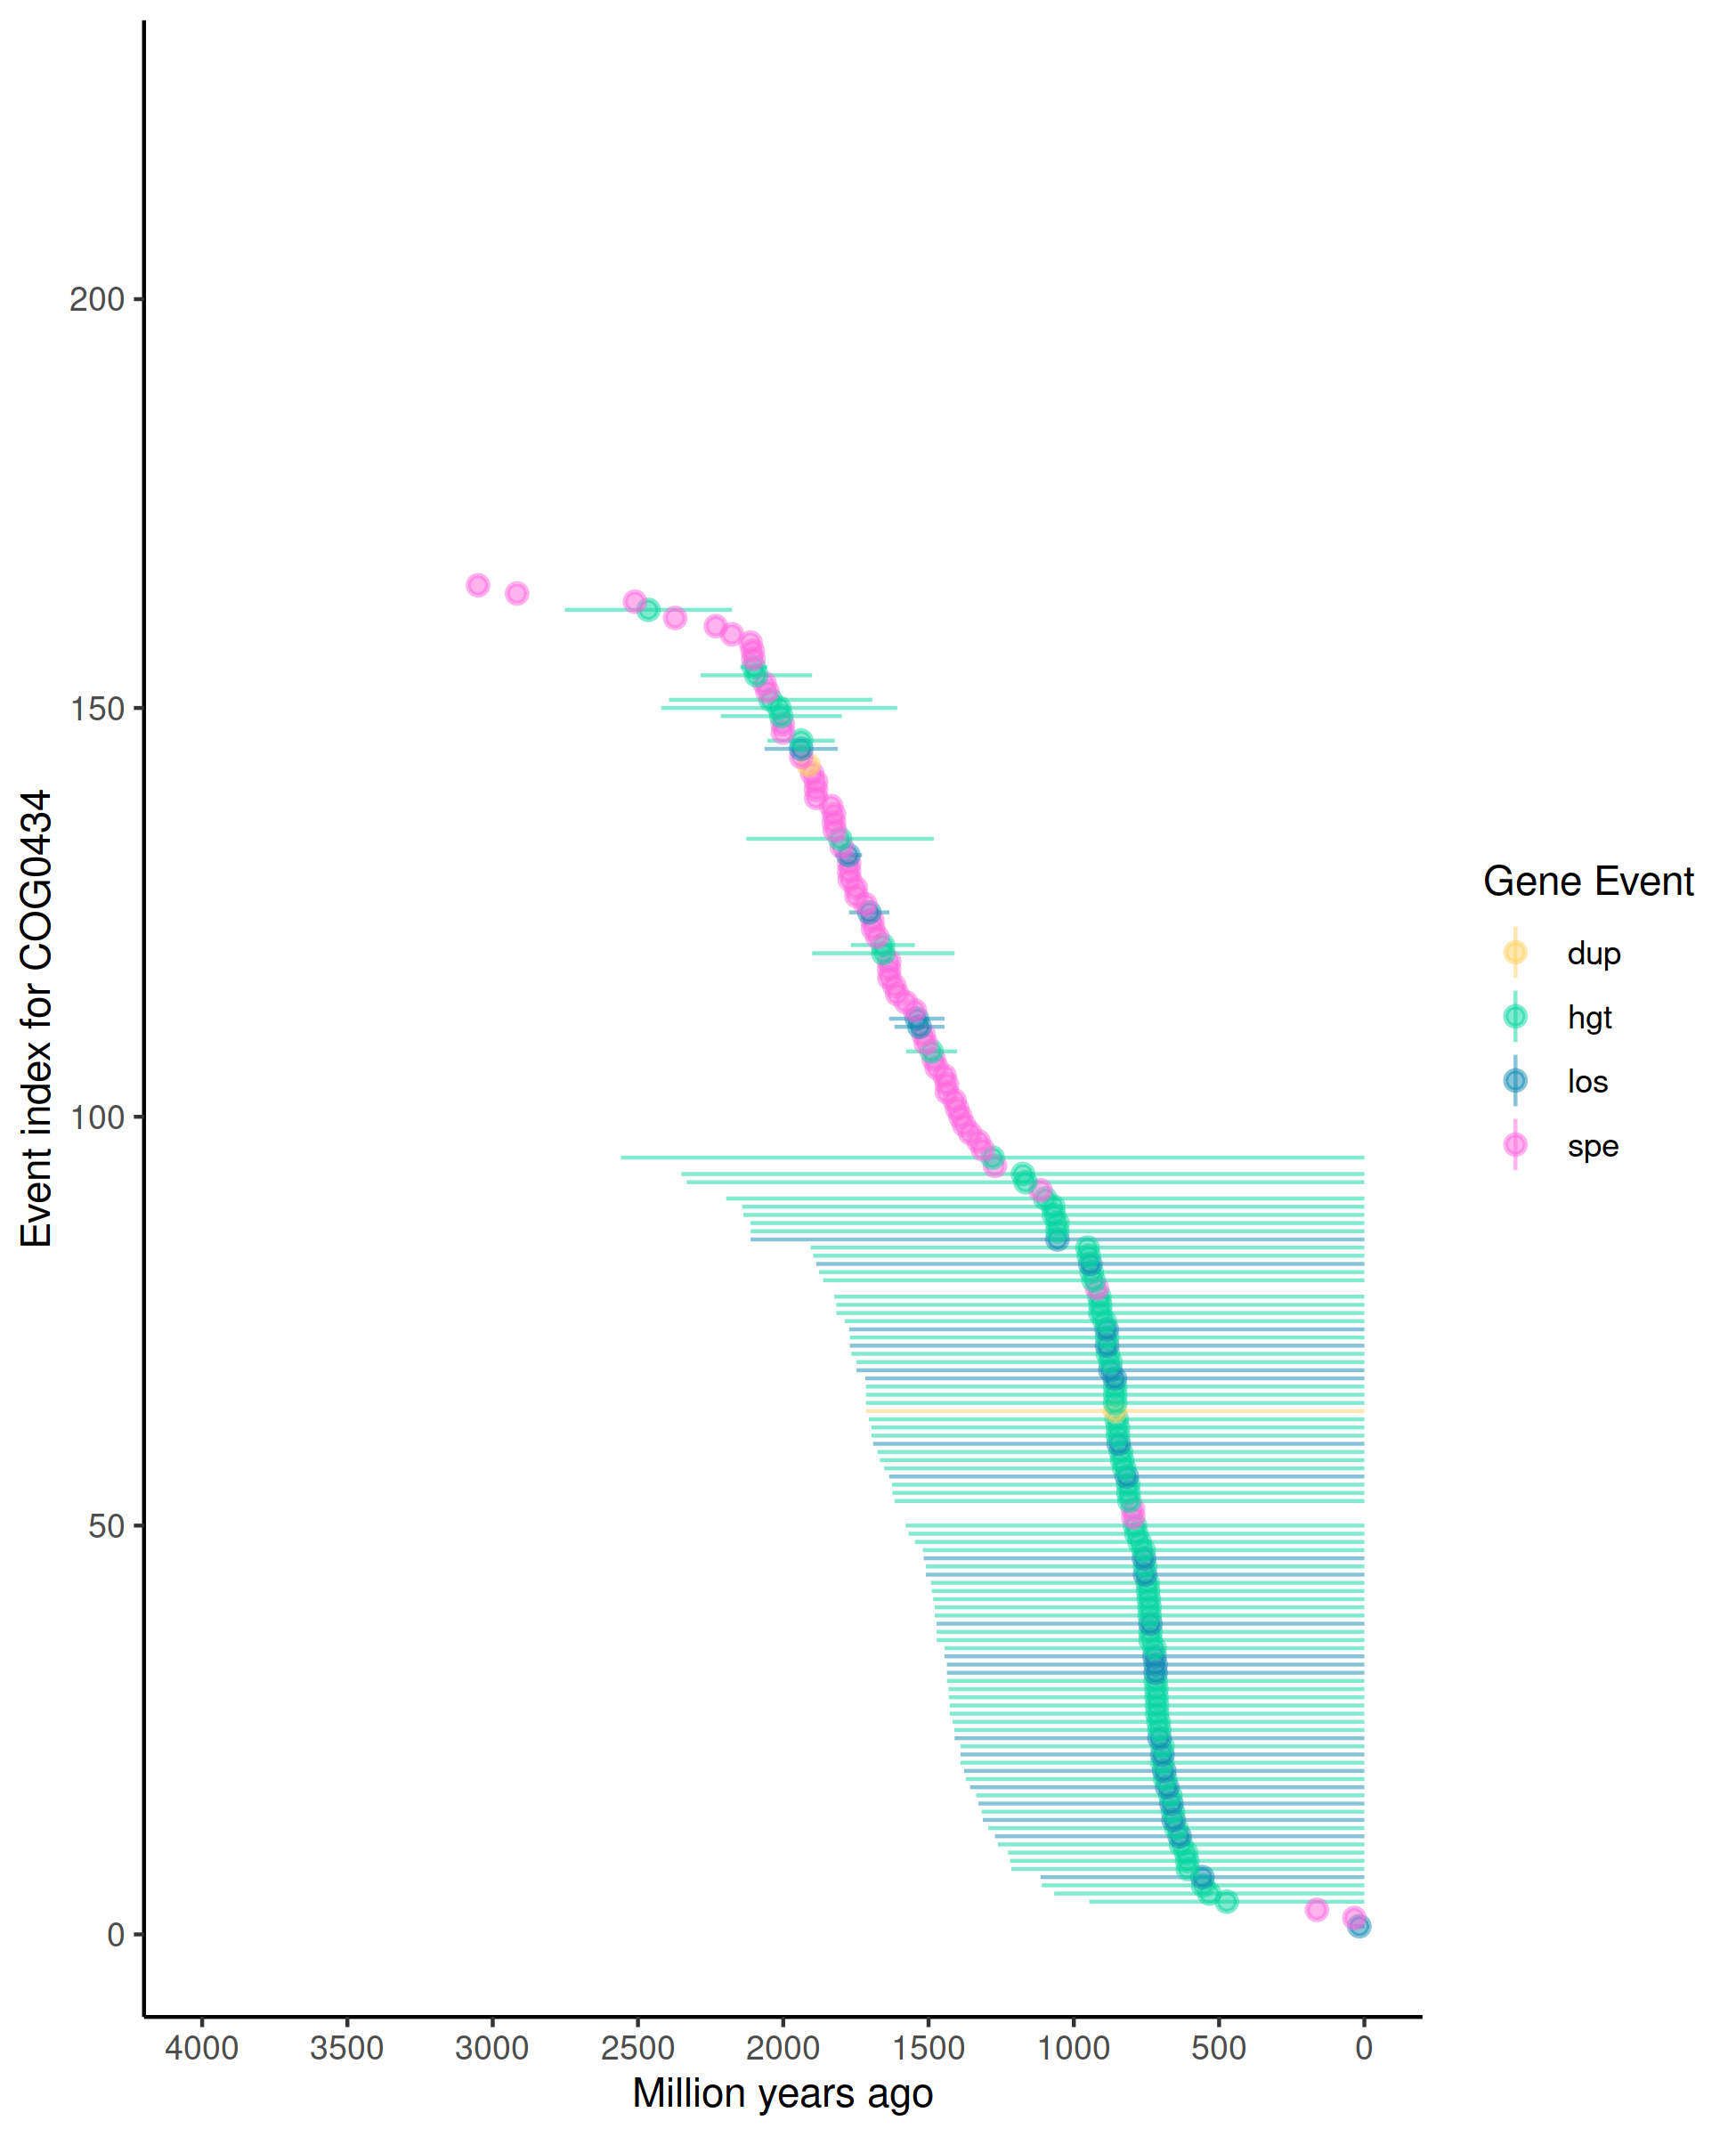 Event index for COG0434
200
150
100
50
0
4000 3500 3000 2500 2000 1500 1000 500 0
Million years ago
Gene Event
dup
hgt
los
spe